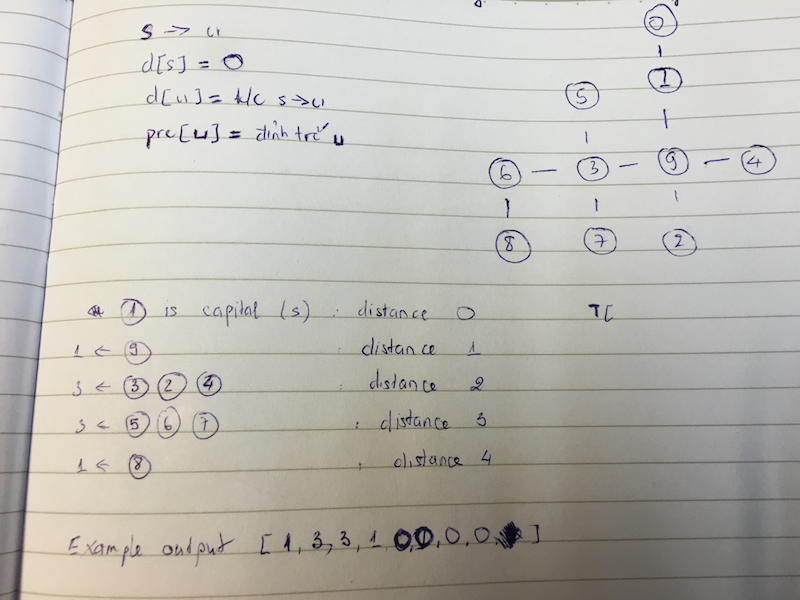 s → u
d[s] = 0
d[u] = k/c s→u
pre[u] = đỉnh trc u
0
1
5
6 — 3 — 9 — 4
8 7 2
1 is capital (s) : distance 0 T[
1 ← 9 : distance 1
3 ← 3 2 4 : distance 2
3 ← 5 6 7 : distance 3
1 ← 8 : distance 4
Example output [ 1, 3, 3, 1 0, 0, 0, 0, ]